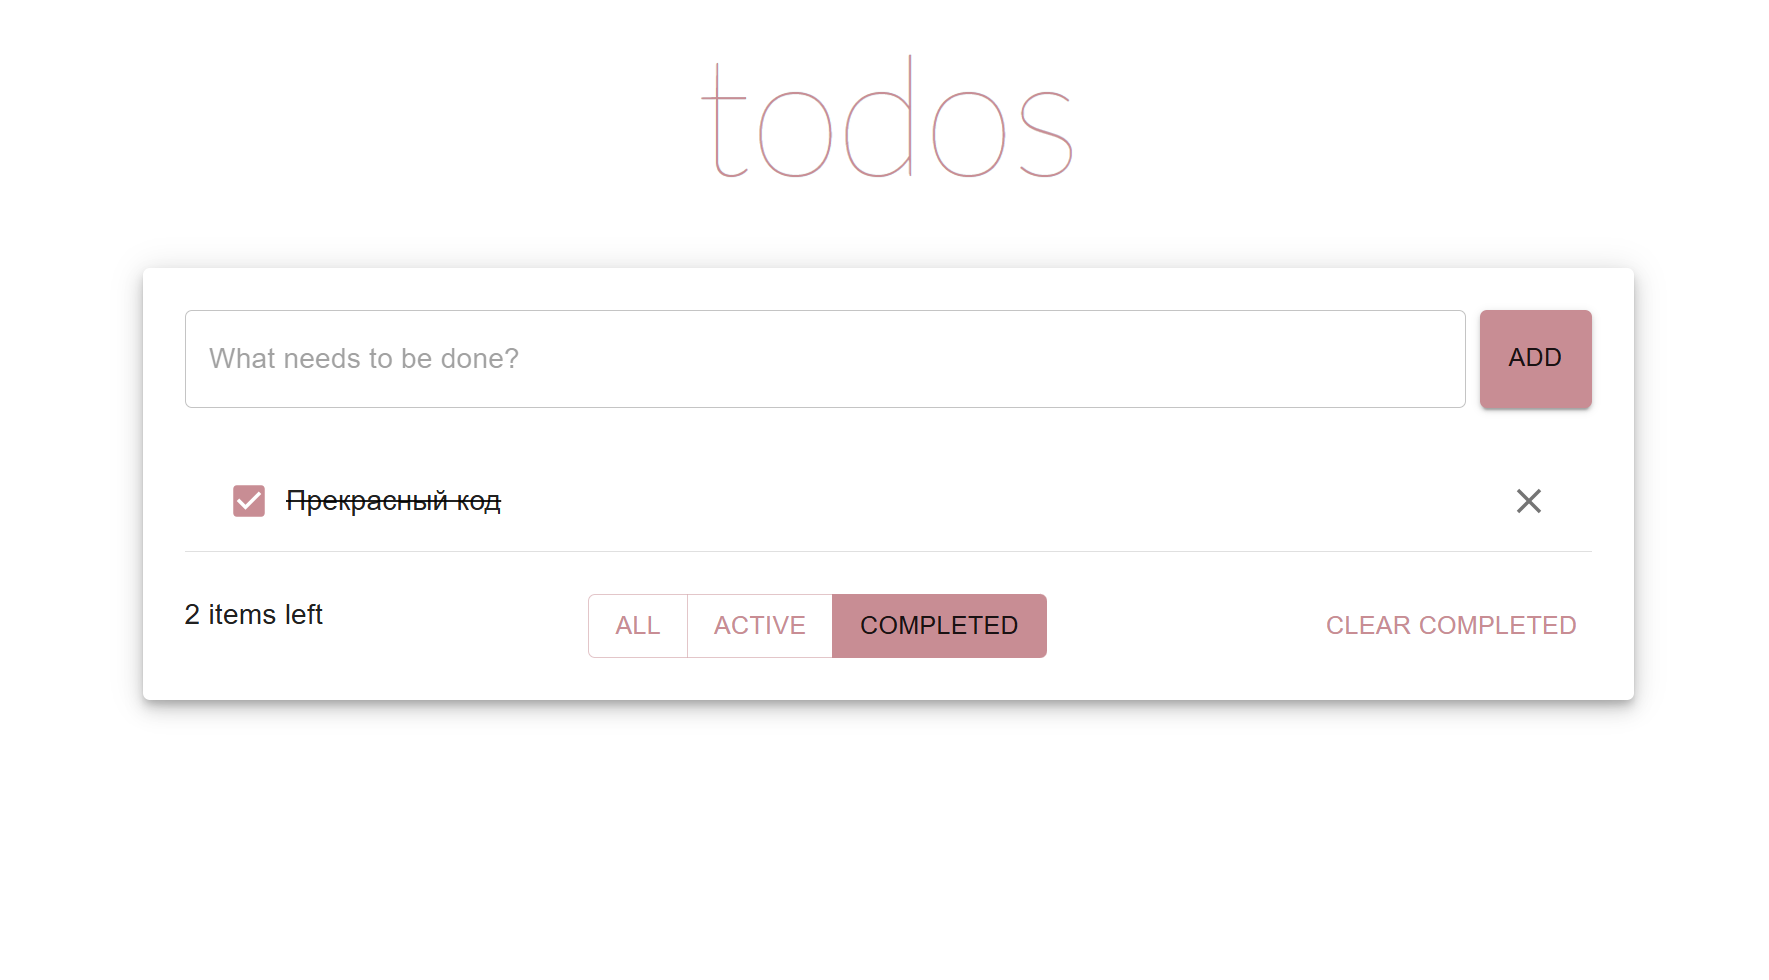 todos
What needs to be done?
ADD
Прекрасный код
2 items left
ALL
ACTIVE
COMPLETED
CLEAR COMPLETED